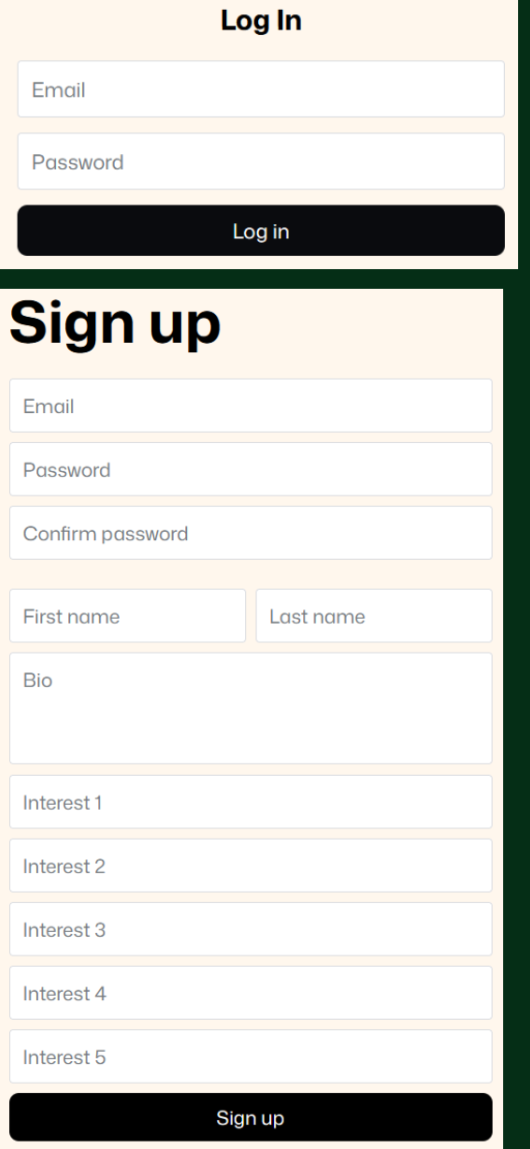 Log In
Email
Password
Log in
Sign up
Email
Password
Confirm password
First name Last name
Bio
Interest 1
Interest 2
Interest 3
Interest 4
Interest 5
Sign up